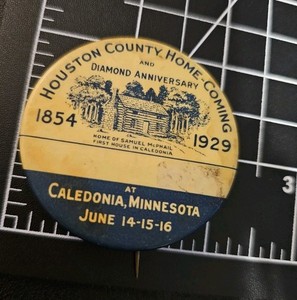 HOUSTON COUNTY HOME-COMING
AND
DIAMOND ANNIVERSARY
1854
1929
HOME OF SAMUEL McPHAIL
FIRST HOUSE IN CALEDONIA
AT
CALEDONIA, MINNESOTA
JUNE 14-15-16
3